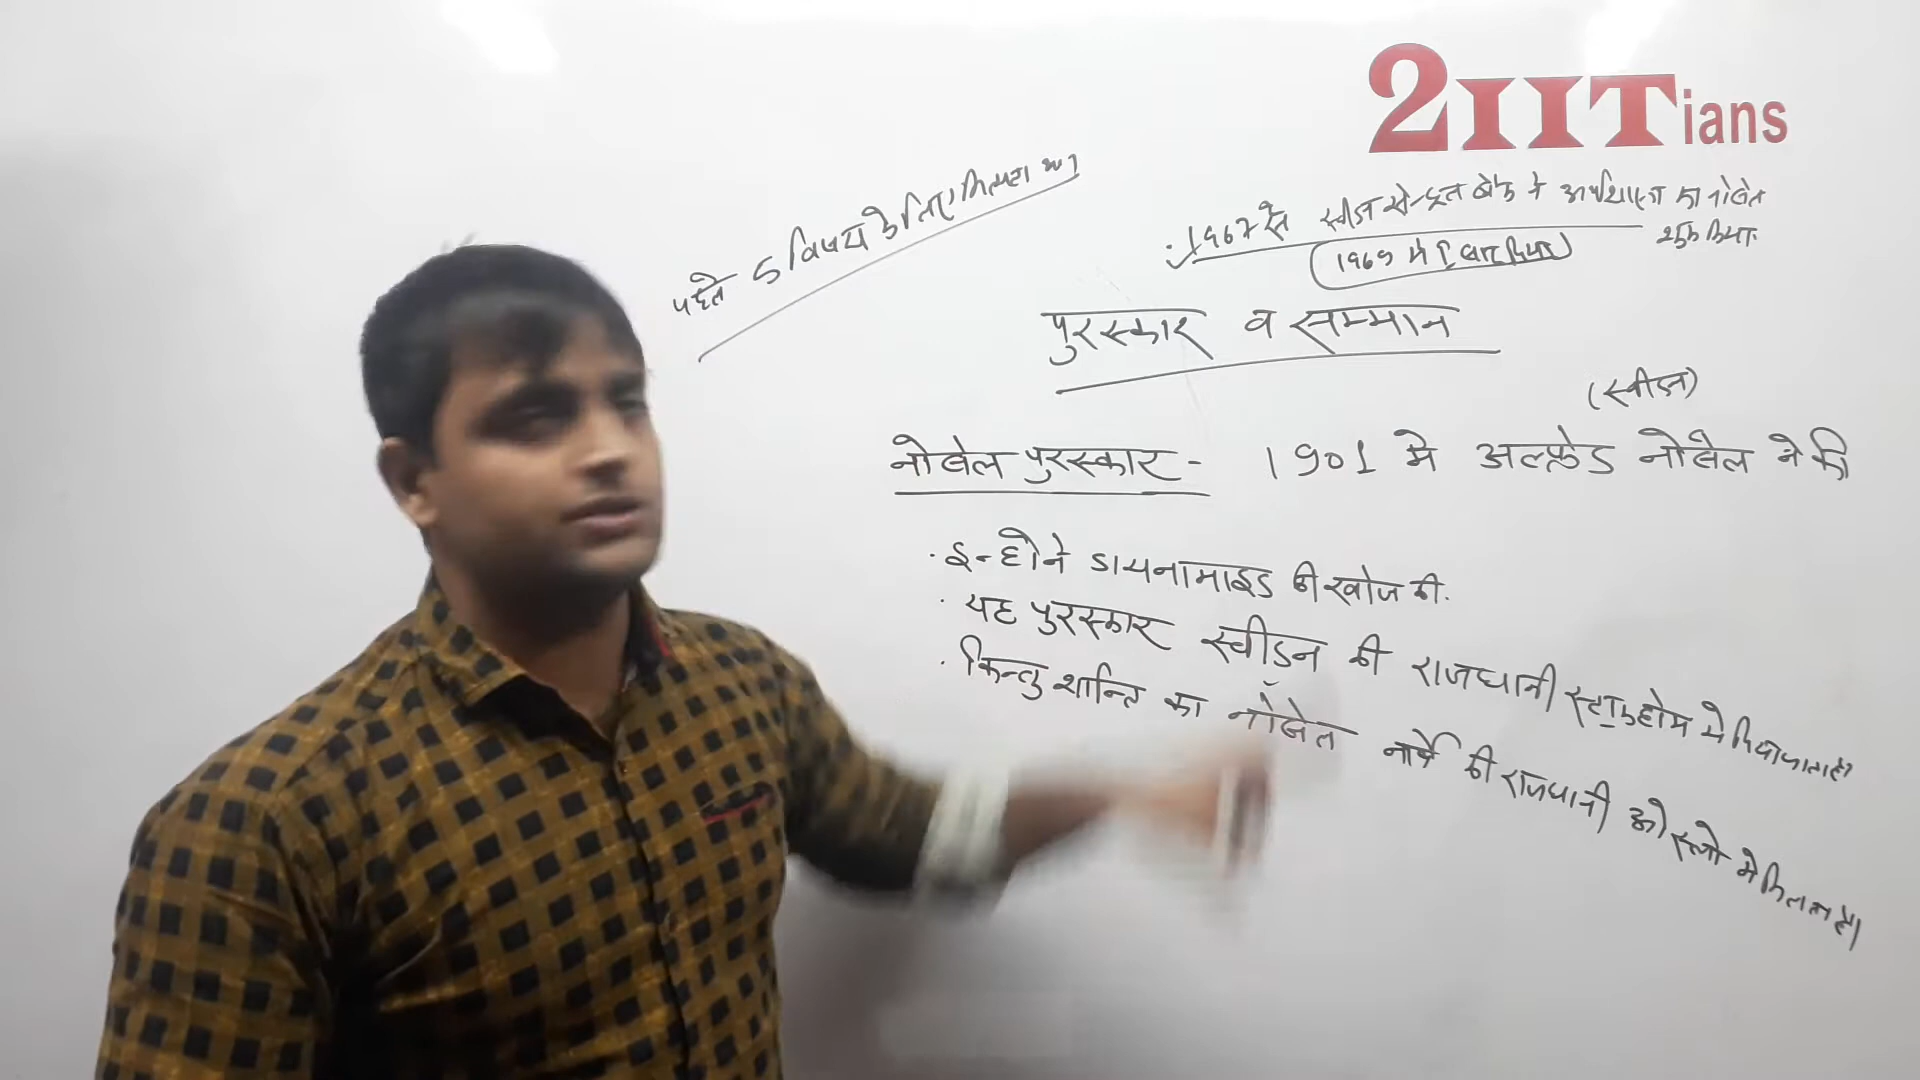 2IITians
पहले 5 विषय के लिए मिलता था
1967 से स्वीडन सेन्ट्रल बैंक ने अर्थशास्त्र का नोबेल
शुरू किया
1969 में दिया
पुरस्कार व सम्मान
(स्वीडन)
नोबेल पुरस्कार - 1901 मे अल्फ्रेड नोबेल ने की
· इन्होने डायनामाइड की खोज की.
· यह पुरस्कार स्वीडन की राजधानी स्टाकहोम मे दिया जाता है
· किन्तु शान्ति का नोबेल नार्वे की राजधानी ओस्लो मे मिलता है।